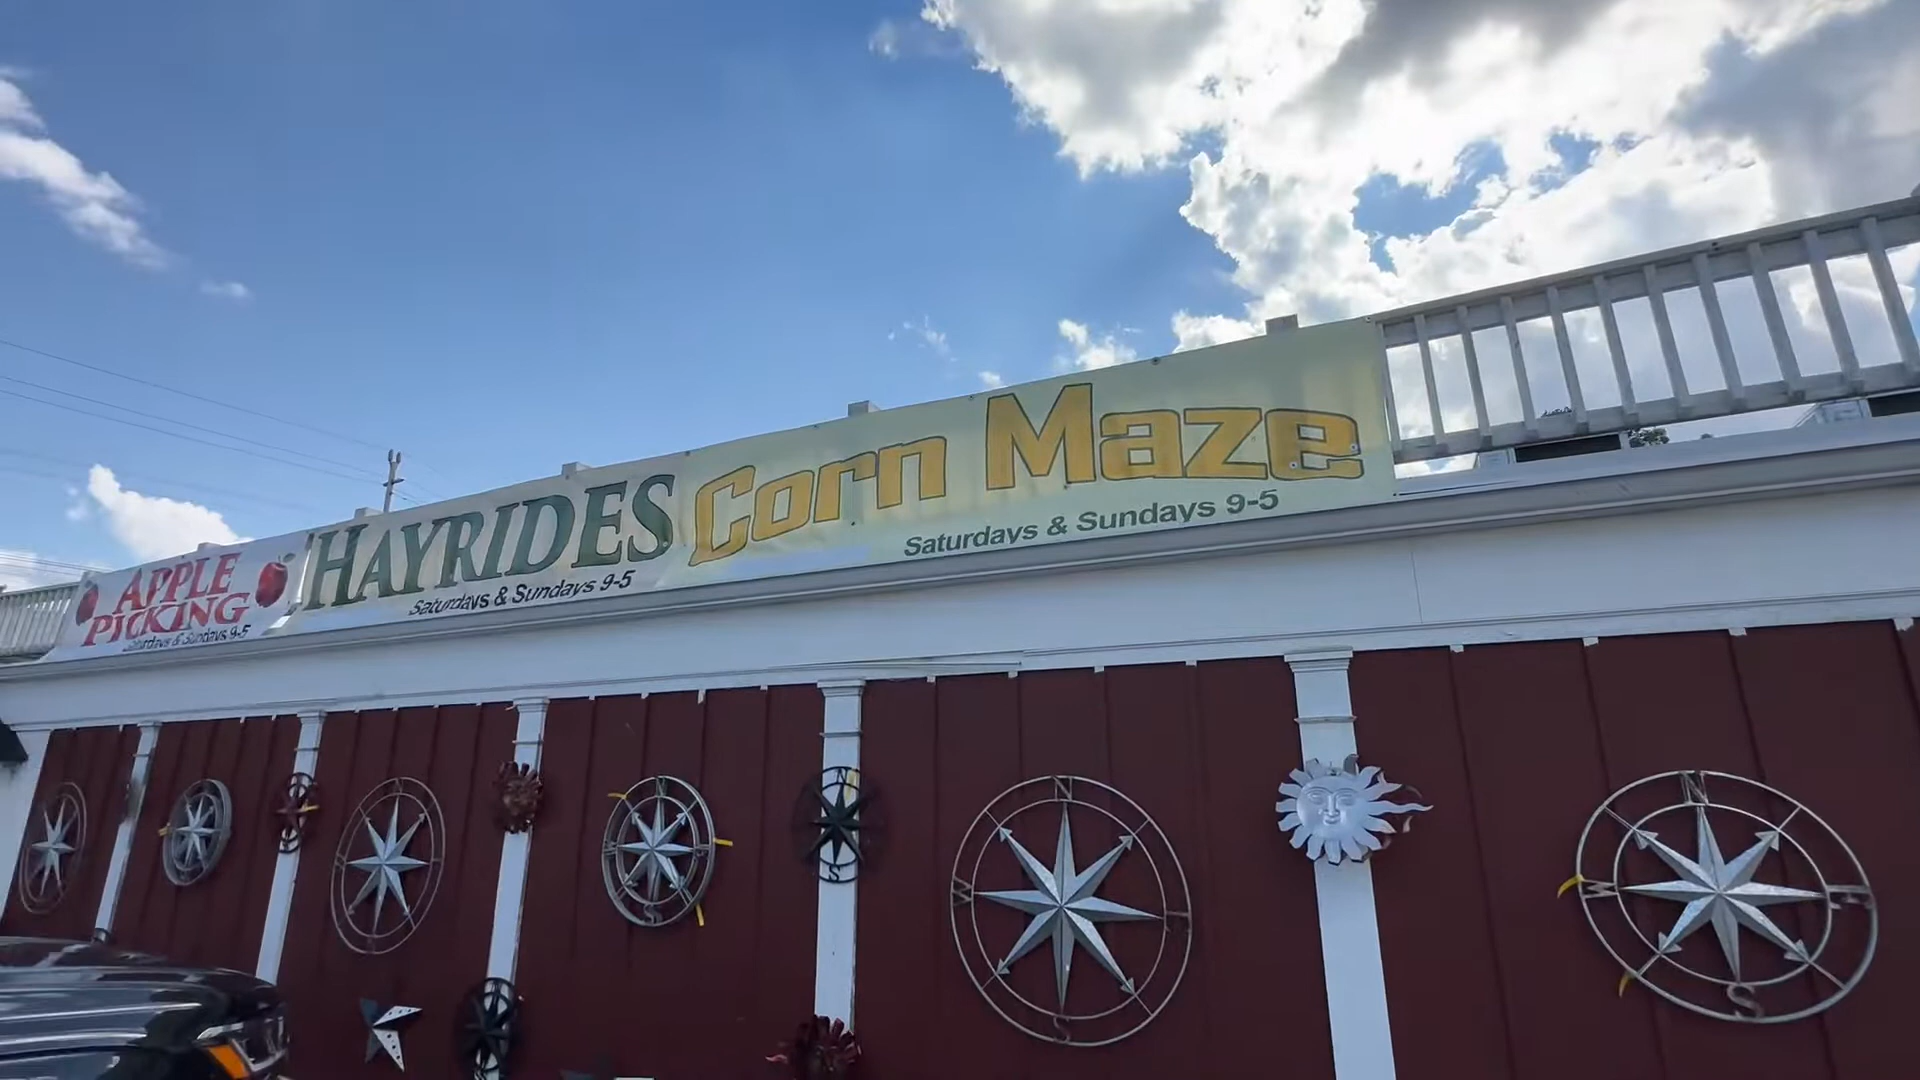 APPLE
PICKING
Saturdays & Sundays 9-5
HAYRIDES
Saturdays & Sundays 9-5
Corn Maze
Saturdays & Sundays 9-5
N
S
N
W
S
N
W
E
S
S